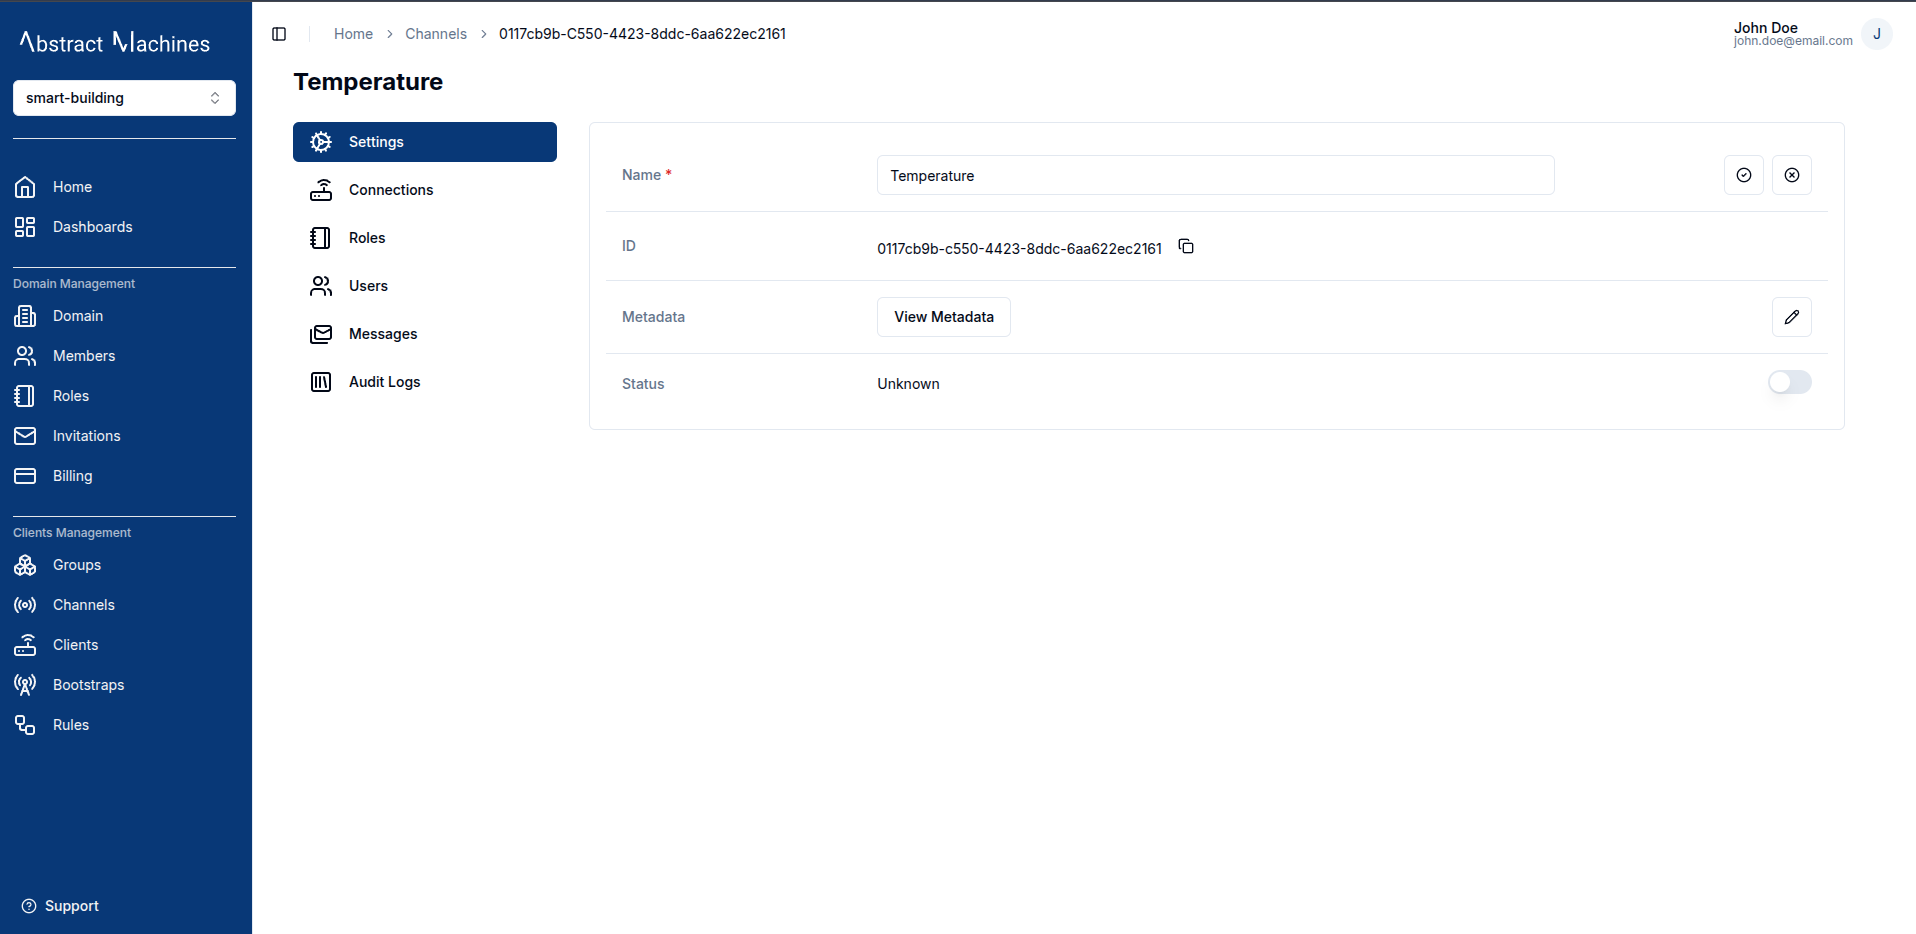 Abstract Machines
smart-building
Home
Dashboards
Domain Management
Domain
Members
Roles
Invitations
Billing
Clients Management
Groups
Channels
Clients
Bootstraps
Rules
Support
Home > Channels > 0117cb9b-C550-4423-8ddc-6aa622ec2161
John Doe
john.doe@email.com
J
Temperature
Settings
Connections
Roles
Users
Messages
Audit Logs
Name * Temperature
ID 0117cb9b-c550-4423-8ddc-6aa622ec2161
Metadata View Metadata
Status Unknown